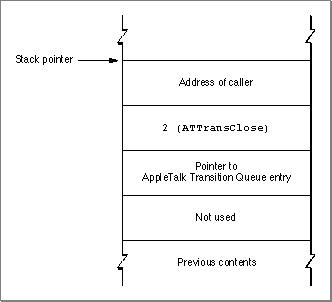 Stack pointer
Address of caller
2 (ATTransClose)
Pointer to
AppleTalk Transition Queue entry
Not used
Previous contents